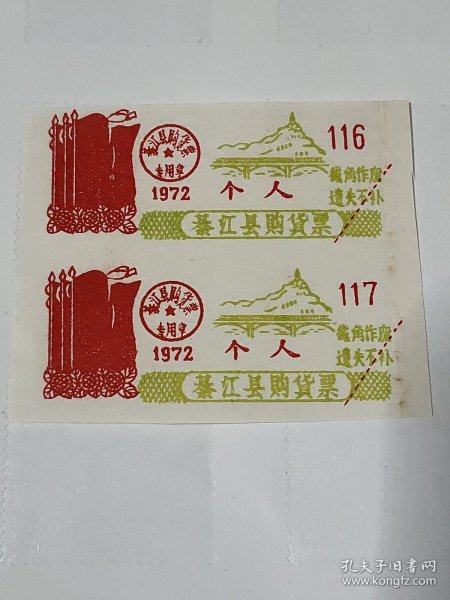 綦江县购货票
专用章
1972
个人
116
缺角作废
遗失不补
綦江县购货票
綦江县购货票
专用章
1972
个人
117
缺角作废
遗失不补
綦江县购货票
孔夫子旧书网
www.kongfz.com